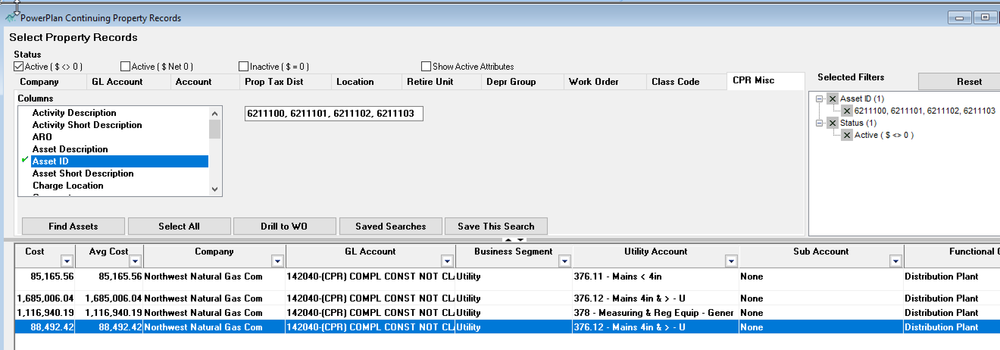 PowerPlan Continuing Property Records
Select Property Records
Status
Active ( $ <> 0 ) Active ( $ Net 0 ) Inactive ( $ = 0 ) Show Active Attributes
Company GL Account Account Prop Tax Dist Location Retire Unit Depr Group Work Order Class Code CPR Misc
Selected Filters Reset
Columns
Activity Description
Activity Short Description
ARO
Asset Description
Asset ID
Asset Short Description
Charge Location
6211100, 6211101, 6211102, 6211103
Asset ID (1)
6211100, 6211101, 6211102, 6211103
Status (1)
Active ( $ <> 0 )
Find Assets Select All Drill to WO Saved Searches Save This Search
Cost Avg Cost Company GL Account Business Segment Utility Account Sub Account Functional
85,165.56 85,165.56 Northwest Natural Gas Com 142040-(CPR) COMPL CONST NOT CL Utility 376.11 - Mains < 4in None Distribution Plant
1,685,006.04 1,685,006.04 Northwest Natural Gas Com 142040-(CPR) COMPL CONST NOT CL Utility 376.12 - Mains 4in & > - U None Distribution Plant
1,116,940.19 1,116,940.19 Northwest Natural Gas Com 142040-(CPR) COMPL CONST NOT CL Utility 378 - Measuring & Reg Equip - Gener None Distribution Plant
88,492.42 88,492.42 Northwest Natural Gas Com 142040-(CPR) COMPL CONST NOT CL Utility 376.12 - Mains 4in & > - U None Distribution Plant